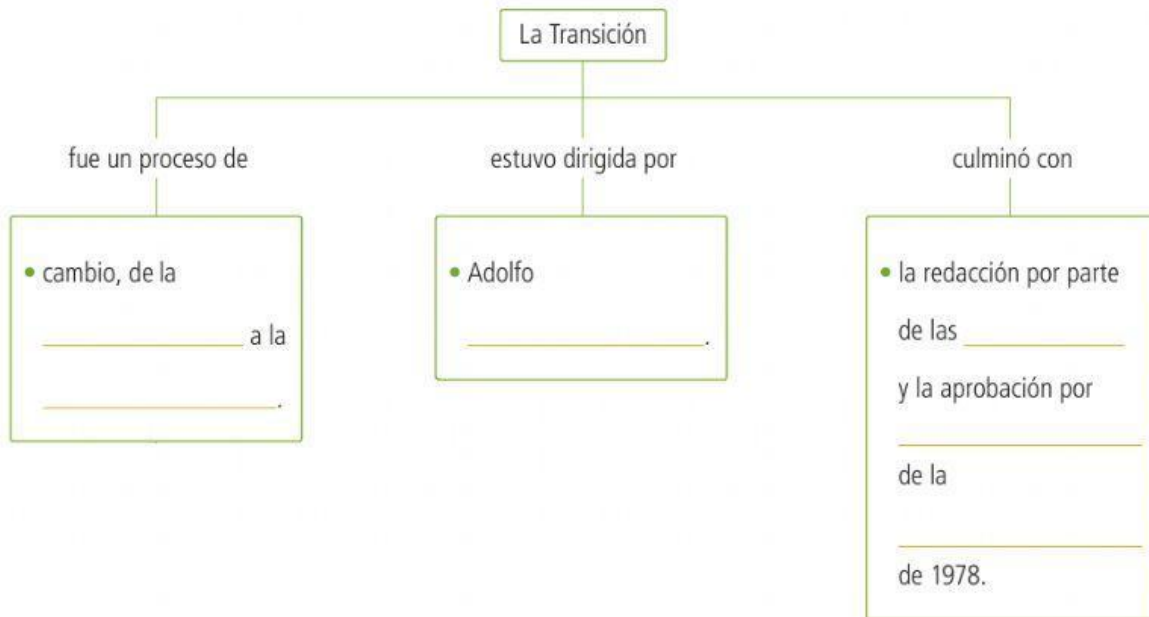 La Transición
fue un proceso de
cambio, de la
a la
.
estuvo dirigida por
Adolfo
.
culminó con
la redacción por parte
de las
y la aprobación por
de la
de 1978.